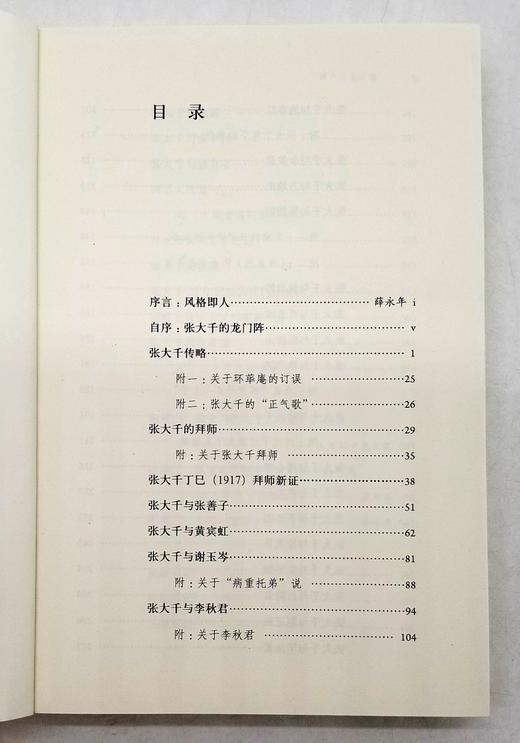 目 录
序言：风格即人……………………薛永年 i
自序：张大千的龙门阵……………………v
张大千传略……………………1
附一：关于环荜庵的订误……………………25
附二：张大千的“正气歌”……………………26
张大千的拜师……………………29
附：关于张大千拜师……………………35
张大千丁巳（1917）拜师新证……………………38
张大千与张善子……………………51
张大千与黄宾虹……………………62
张大千与谢玉岑……………………81
附：关于“病重托弟”说……………………88
张大千与李秋君……………………94
附：关于李秋君……………………104